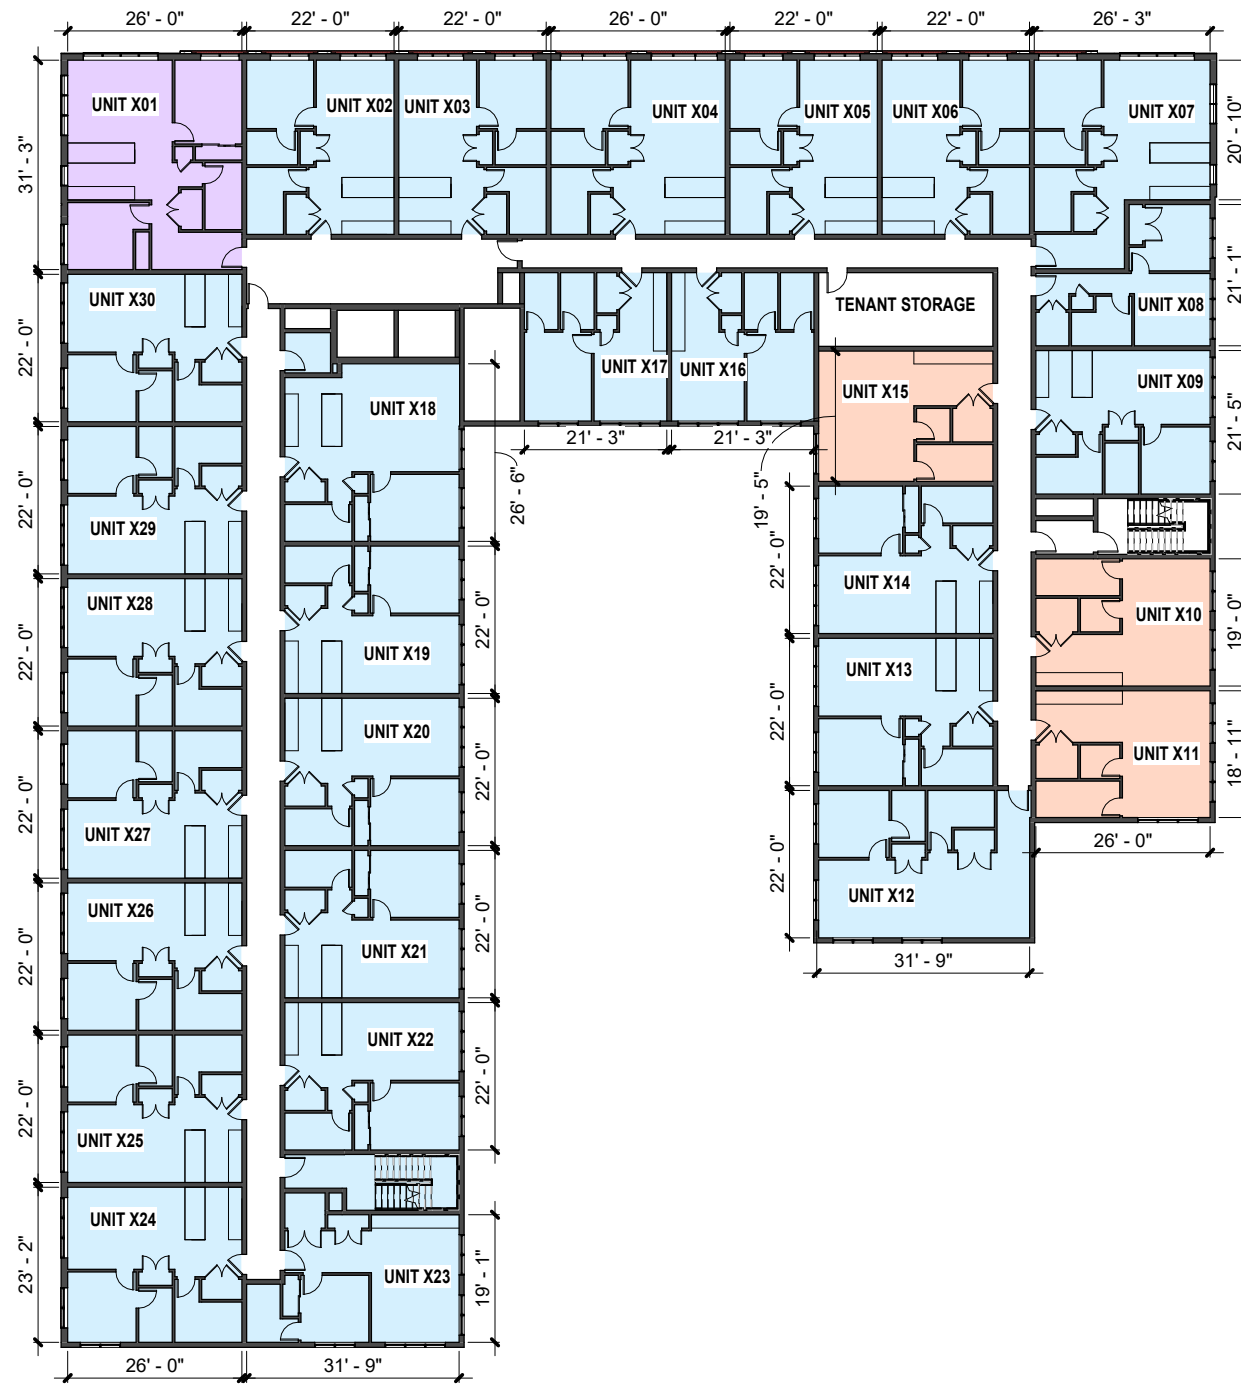 26' - 0"
22' - 0"
22' - 0"
26' - 0"
22' - 0"
22' - 0"
26' - 3"
UNIT X01
UNIT X02
UNIT X03
UNIT X04
UNIT X05
UNIT X06
UNIT X07
31' - 3"
20' - 10"
UNIT X30
TENANT STORAGE
UNIT X08
21' - 1"
22' - 0"
UNIT X17
UNIT X16
UNIT X15
UNIT X09
UNIT X18
21' - 5"
21' - 3"
21' - 3"
26' - 6"
19' - 5"
UNIT X29
22' - 0"
UNIT X14
22' - 0"
UNIT X28
UNIT X10
19' - 0"
22' - 0"
UNIT X19
22' - 0"
UNIT X13
22' - 0"
UNIT X20
UNIT X11
18' - 11"
22' - 0"
UNIT X27
22' - 0"
26' - 0"
UNIT X26
UNIT X12
22' - 0"
22' - 0"
UNIT X21
22' - 0"
31' - 9"
UNIT X22
22' - 0"
UNIT X25
22' - 0"
UNIT X24
23' - 2"
UNIT X23
19' - 1"
26' - 0"
31' - 9"